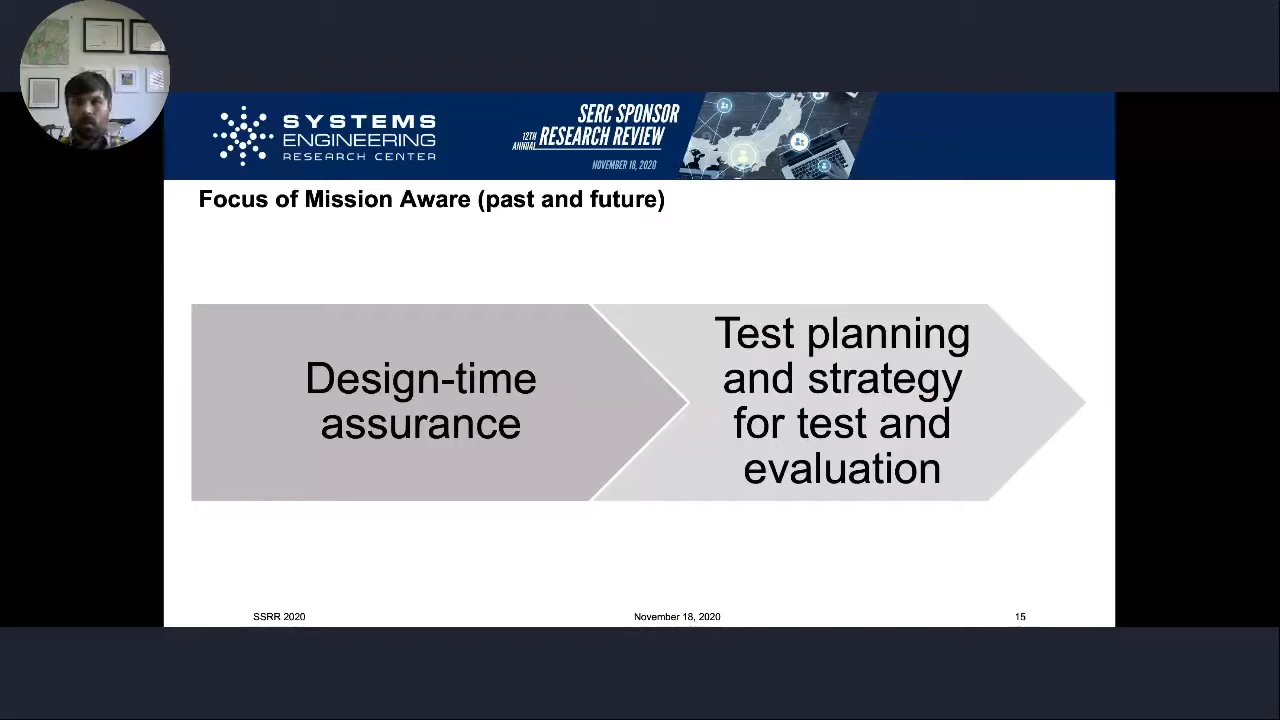 SYSTEMS
ENGINEERING
RESEARCH CENTER
SERC SPONSOR
12TH ANNUAL RESEARCH REVIEW
NOVEMBER 18, 2020
Focus of Mission Aware (past and future)
Design-time
assurance
Test planning
and strategy
for test and
evaluation
SSRR 2020
November 18, 2020
15